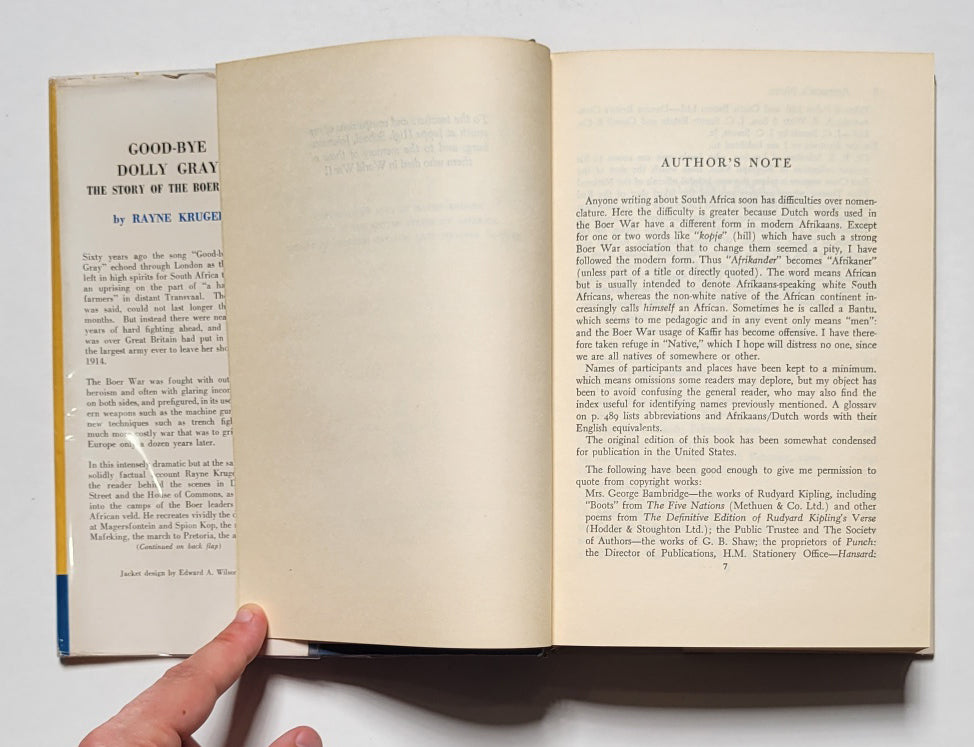 GOOD-BYE
DOLLY GRAY
THE STORY OF THE BOER
by RAYNE KRUGE
Sixty years ago the song "Good-b
Gray" echoed through London as t
left in high spirits for South Africa t
an uprising on the part of "a ha
farmers" in distant Transvaal. Th
was said, could not last longer th
months. But instead there were nea
years of hard fighting ahead, and
was over Great Britain had put in
the largest army ever to leave her sho
1914.
The Boer War was fought with out
heroism and often with glaring incor
on both sides, and prefigured, in its use
ern weapons such as the machine gu
new techniques such as trench figh
much more costly war that was to gri
Europe only a dozen years later.
In this intensely dramatic but at the sa
solidly factual account Rayne Kruge
the reader behind the scenes in D
Street and the House of Commons, as
into the camps of the Boer leaders
African veld. He recreates vividly the c
at Magersfontein and Spion Kop, the
Mafeking, the march to Pretoria, the a
(Continued on back flap)
Jacket design by Edward A. Wilso
AUTHOR'S NOTE
Anyone writing about South Africa soon has difficulties over nomen-
clature. Here the difficulty is greater because Dutch words used in
the Boer War have a different form in modern Afrikaans. Except
for one or two words like "kopje" (hill) which have such a strong
Boer War association that to change them seemed a pity, I have
followed the modern form. Thus "Afrikander" becomes "Afrikaner"
(unless part of a title or directly quoted). The word means African
but is usually intended to denote Afrikaans-speaking white South
Africans, whereas the non-white native of the African continent in-
creasingly calls himself an African. Sometimes he is called a Bantu,
which seems to me pedagogic and in any event only means "men":
and the Boer War usage of Kaffir has become offensive. I have there-
fore taken refuge in "Native," which I hope will distress no one, since
we are all natives of somewhere or other.
Names of participants and places have been kept to a minimum,
which means omissions some readers may deplore, but my object has
been to avoid confusing the general reader, who may also find the
index useful for identifying names previously mentioned. A glossary
on p. 489 lists abbreviations and Afrikaans/Dutch words with their
English equivalents.
The original edition of this book has been somewhat condensed
for publication in the United States.
The following have been good enough to give me permission to
quote from copyright works:
Mrs. George Bambridge—the works of Rudyard Kipling, including
"Boots" from The Five Nations (Methuen & Co. Ltd.) and other
poems from The Definitive Edition of Rudyard Kipling's Verse
(Hodder & Stoughton Ltd.); the Public Trustee and The Society
of Authors—the works of G. B. Shaw; the proprietors of Punch:
the Director of Publications, H.M. Stationery Office—Hansard:
7